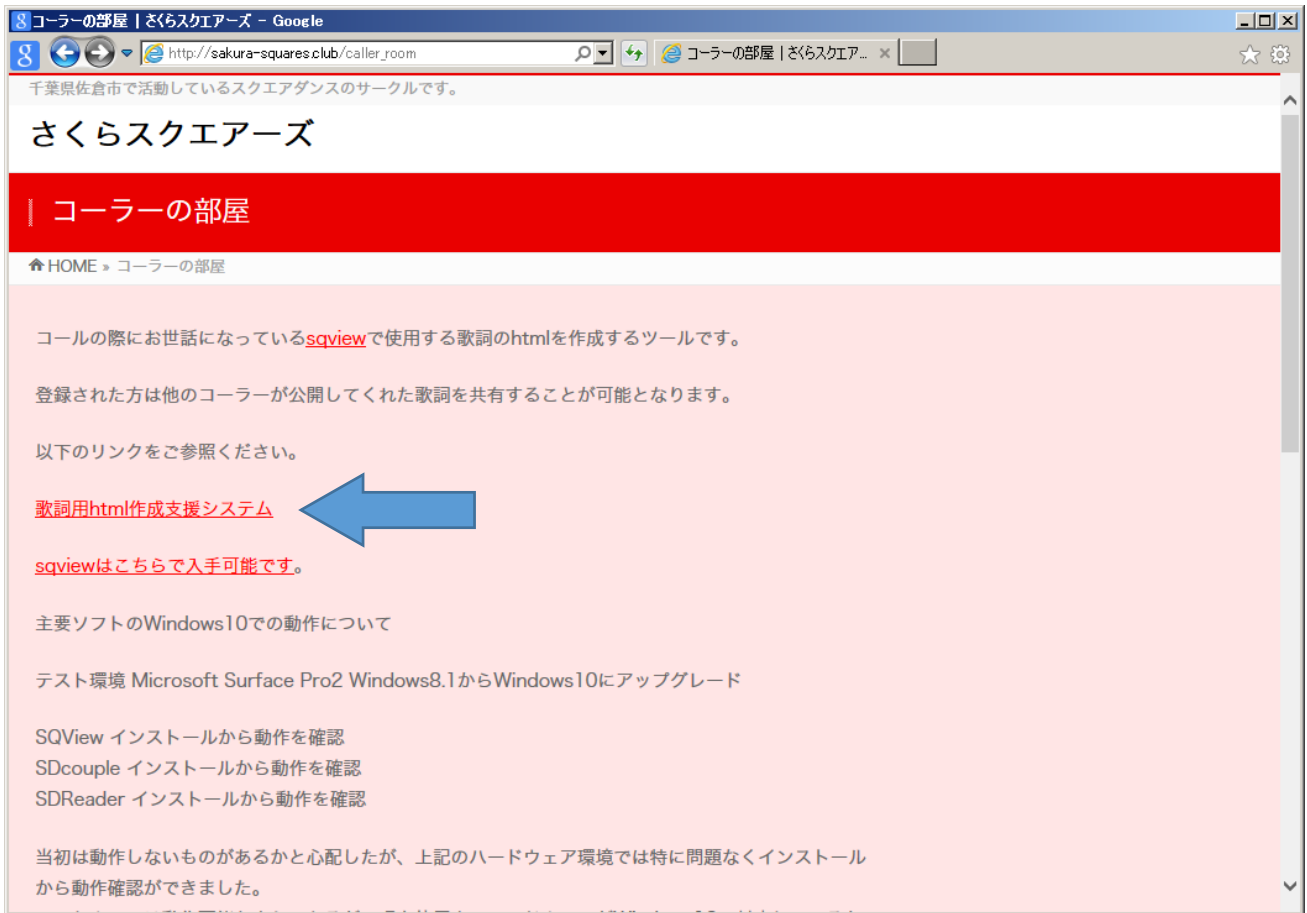 コーラーの部屋 | さくらスクエアーズ - Google
http://sakura-squares.club/caller_room
コーラーの部屋 | さくらスクエア...
千葉県佐倉市で活動しているスクエアダンスのサークルです。
さくらスクエアーズ
コーラーの部屋
HOME » コーラーの部屋
コールの際にお世話になっているsqviewで使用する歌詞のhtmlを作成するツールです。
登録された方は他のコーラーが公開してくれた歌詞を共有することが可能となります。
以下のリンクをご参照ください。
歌詞用html作成支援システム
sqviewはこちらで入手可能です。
主要ソフトのWindows10での動作について
テスト環境 Microsoft Surface Pro2 Windows8.1からWindows10にアップグレード
SQView インストールから動作を確認
SDcouple インストールから動作を確認
SDReader インストールから動作を確認
当初は動作しないものがあるかと心配したが、上記のハードウェア環境では特に問題なくインストール
から動作確認ができました。